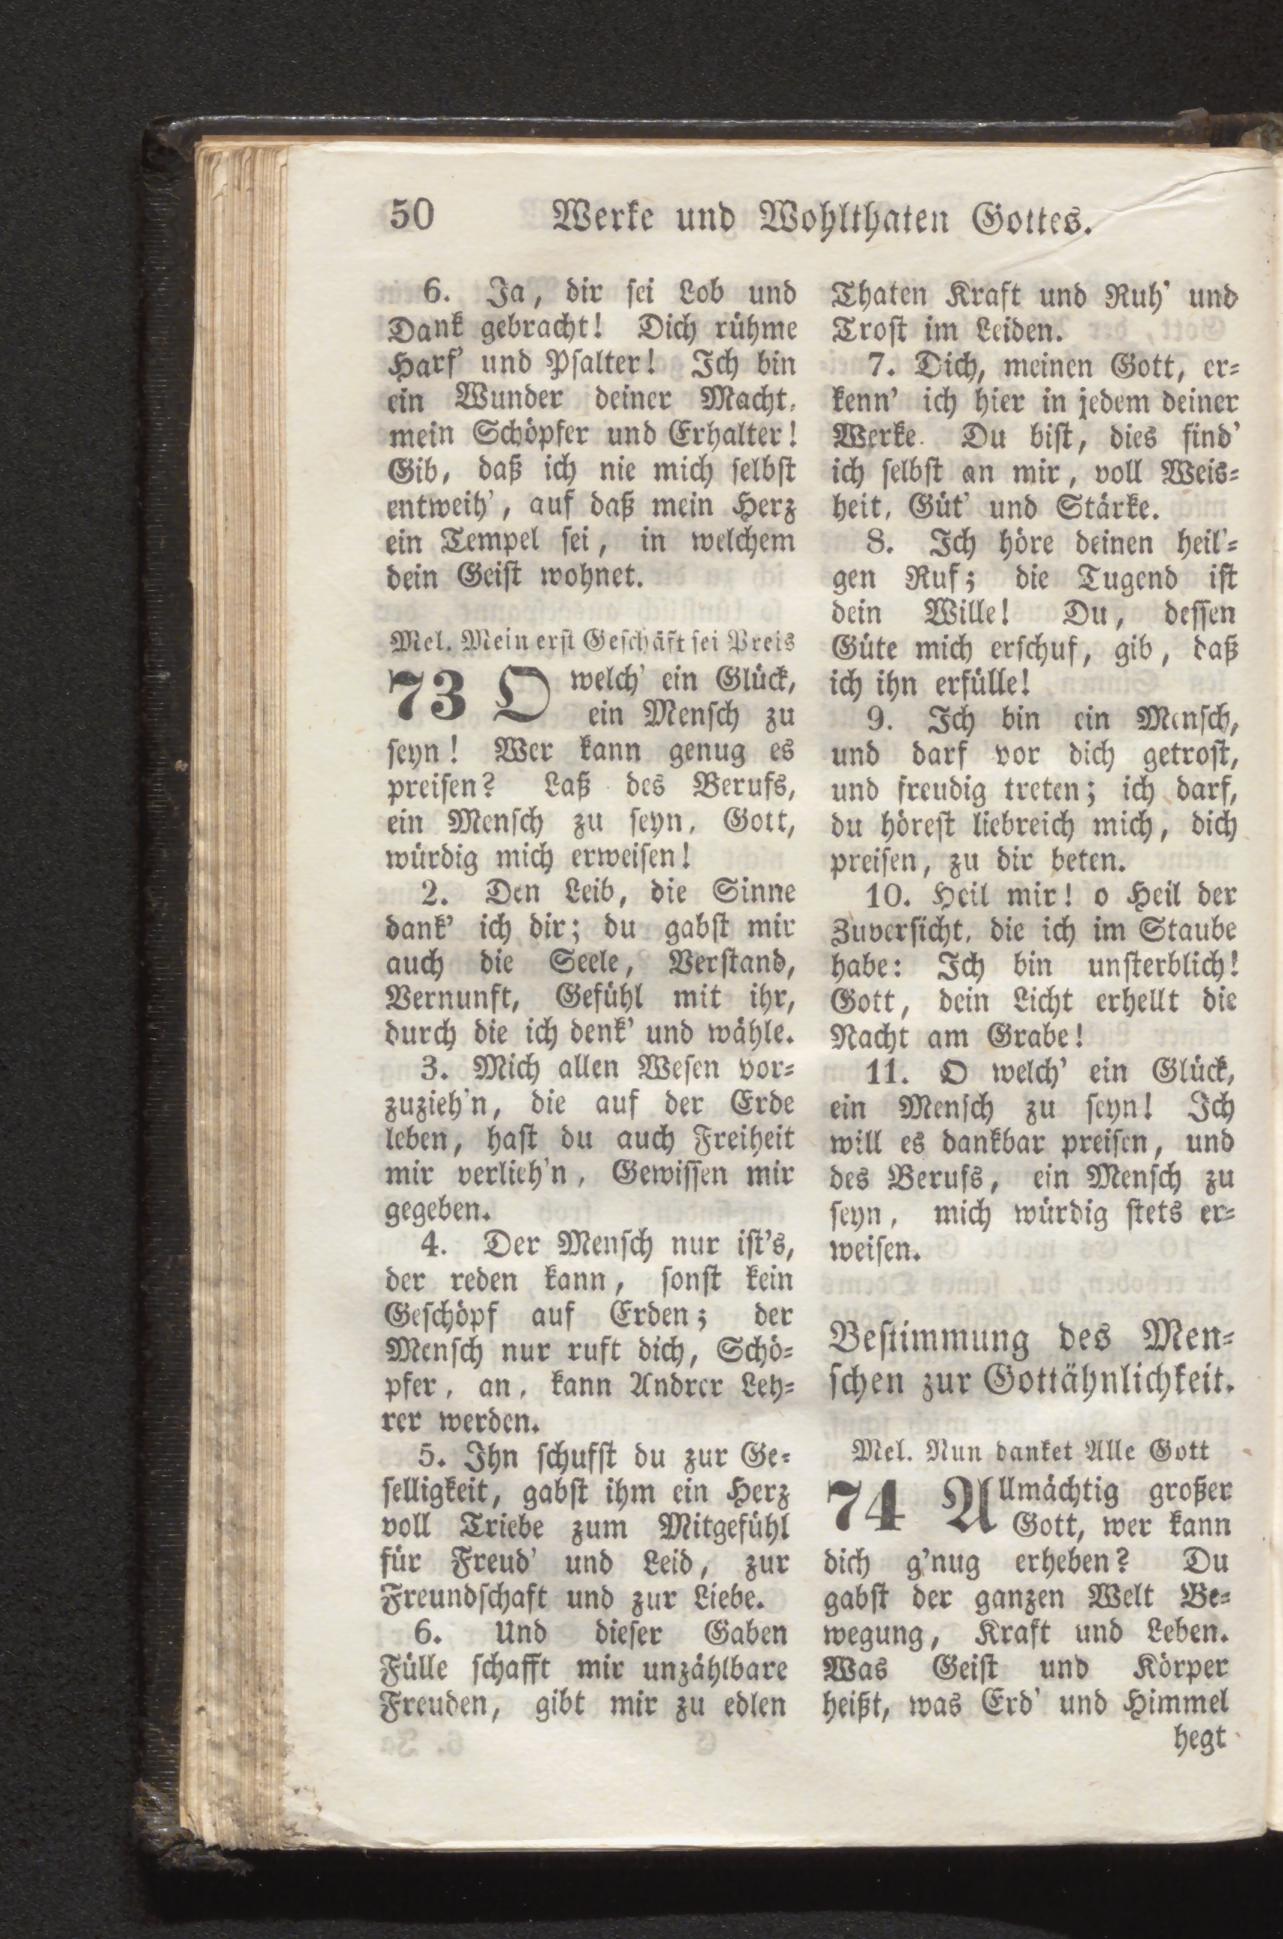 50 Werke und Wohlthaten Gottes.
6. Ja, dir sei Lob und
Dank gebracht! Dich rühme
Harf' und Psalter! Ich bin
ein Wunder deiner Macht,
mein Schöpfer und Erhalter!
Gib, daß ich nie mich selbst
entweih', auf daß mein Herz
ein Tempel sei, in welchem
dein Geist wohnet.
Mel. Mein erst Geschäft sei Preis
73 O welch' ein Glück,
ein Mensch zu
seyn! Wer kann genug es
preisen? Laß des Berufs,
ein Mensch zu seyn, Gott,
würdig mich erweisen!
2. Den Leib, die Sinne
dank' ich dir; du gabst mir
auch die Seele, Verstand,
Vernunft, Gefühl mit ihr,
durch die ich denk' und wähle.
3. Mich allen Wesen vor-
zuzieh'n, die auf der Erde
leben, hast du auch Freiheit
mir verlieh'n, Gewissen mir
gegeben.
4. Der Mensch nur ist's,
der reden kann, sonst kein
Geschöpf auf Erden; der
Mensch nur ruft dich, Schö-
pfer, an, kann Andrer Leh-
rer werden.
5. Ihn schufst du zur Ge-
selligkeit, gabst ihm ein Herz
voll Triebe zum Mitgefühl
für Freud' und Leid, zur
Freundschaft und zur Liebe.
6. Und dieser Gaben
Fülle schafft mir unzählbare
Freuden, gibt mir zu edlen
Thaten Kraft und Ruh' und
Trost im Leiden.
7. Dich, meinen Gott, er-
kenn' ich hier in jedem deiner
Werke. Du bist, dies find'
ich selbst an mir, voll Weis-
heit, Güt' und Stärke.
8. Ich höre deinen heil'-
gen Ruf; die Tugend ist
dein Wille! Du, dessen
Güte mich erschuf, gib, daß
ich ihn erfülle!
9. Ich bin ein Mensch,
und darf vor dich getrost,
und freudig treten; ich darf,
du hörest liebreich mich, dich
preisen, zu dir beten.
10. Heil mir! o Heil der
Zuversicht, die ich im Staube
habe: Ich bin unsterblich!
Gott, dein Licht erhellt die
Nacht am Grabe!
11. O welch' ein Glück,
ein Mensch zu seyn! Ich
will es dankbar preisen, und
des Berufs, ein Mensch zu
seyn, mich würdig stets er-
weisen.
Bestimmung des Men-
schen zur Gottähnlichkeit.
Mel. Nun danket Alle Gott
74 Allmächtig großer
Gott, wer kann
dich g'nug erheben? Du
gabst der ganzen Welt Be-
wegung, Kraft und Leben.
Was Geist und Körper
heißt, was Erd' und Himmel
hegt